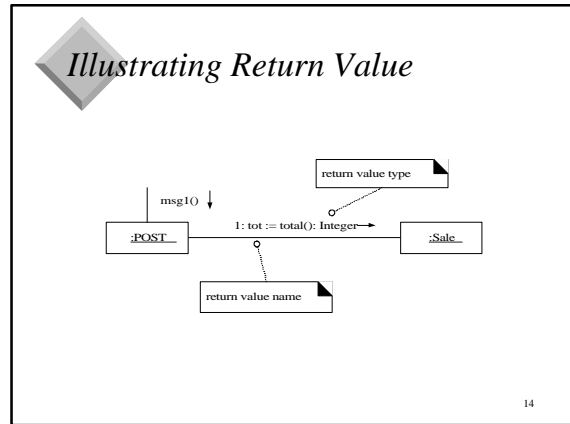 Illustrating Return Value
return value type
msg1()
1: tot := total(): Integer
:POST
:Sale
return value name
14